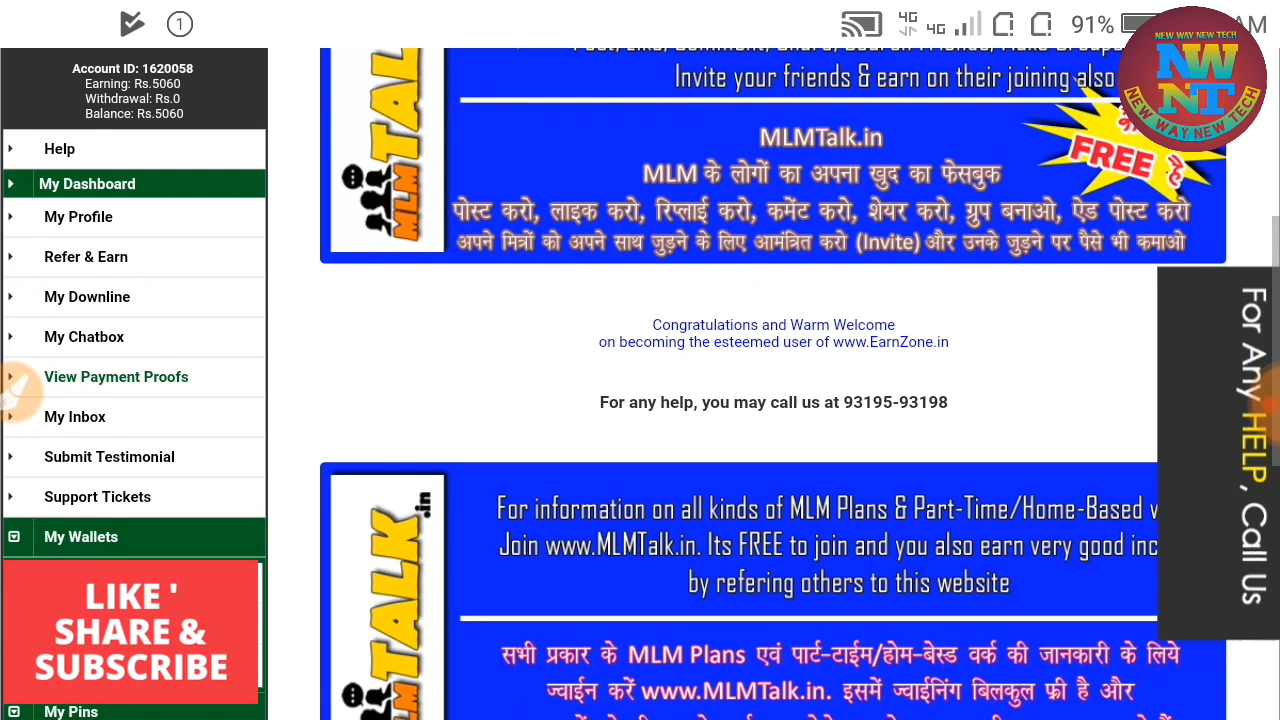 1
4G
4G
91%
AM
NEW WAY NEW TECH
NW
NT
NEW WAY NEW TECH
Account ID: 1620058
Earning: Rs.5060
Withdrawal: Rs.0
Balance: Rs.5060
Help
My Dashboard
My Profile
Refer & Earn
My Downline
My Chatbox
View Payment Proofs
My Inbox
Submit Testimonial
Support Tickets
My Wallets
LIKE '
SHARE &
SUBSCRIBE
My Pins
MLMTAL
Invite your friends & earn on their joining also
MLMTalk.in
MLM के लोगों का अपना खुद का फेसबुक
पोस्ट करो, लाइक करो, रिप्लाई करो, कमेंट करो, शेयर करो, ग्रुप बनाओ, ऐड पोस्ट करो
अपने मित्रों को अपने साथ जुड़ने के लिए आमंत्रित करो (Invite) और उनके जुड़ने पर पैसे भी कमाओ
FREE है
Congratulations and Warm Welcome
on becoming the esteemed user of www.EarnZone.in
For any help, you may call us at 93195-93198
MLMTALK.in
For information on all kinds of MLM Plans & Part-Time/Home-Based
Join www.MLMTalk.in. Its FREE to join and you also earn very good inc
by refering others to this website
सभी प्रकार के MLM Plans एवं पार्ट-टाईम/होम-बेस्ड वर्क की जानकारी के लिये
ज्वाईन करें www.MLMTalk.in. इसमें ज्वाईनिंग बिलकुल फ्री है और
For Any HELP, Call Us